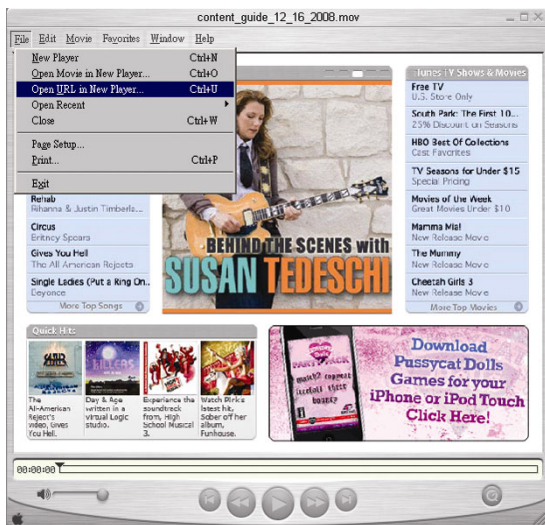 content_guide_12_16_2008.mov
File Edit Movie Favorites Window Help
New Player Ctrl+N
Open Movie in New Player... Ctrl+O
Open URL in New Player... Ctrl+U
Open Recent
Close Ctrl+W
Page Setup...
Print... Ctrl+P
Exit
Rehab
Rihanna & Justin Timberla...
Circus
Britney Spears
Gives You Hell
The All American Rejects
Single Ladies (Put a Ring On..
Beyonce
More Top Songs
BEHIND THE SCENES with
SUSAN TEDESCHI
iTunes TV Shows & Movies
Free TV
U.S. Store Only
South Park: The First 10...
25% Discount on Seasons
HBO Best Of Collections
Cast Favorites
TV Seasons for Under $15
Special Pricing
Movies of the Week
Great Movies Under $10
Mamma Mia!
New Release Movie
The Mummy
New Release Movie
Cheetah Girls 3
New Release Movie
More Top Movies
Quick Hits
The
All-American
Reject's
video, Gives
You Hell.
KILLERS
Day & Age
written in a
virtual Logic
studio.
Experience the
soundtrack
from, High
School Musical
3.
Watch P!nk's
latest hit,
Sober off her
album,
Funhouse.
PARTY PACK
Download
Pussycat Dolls
Games for your
iPhone or iPod Touch
Click Here!
00:00:00